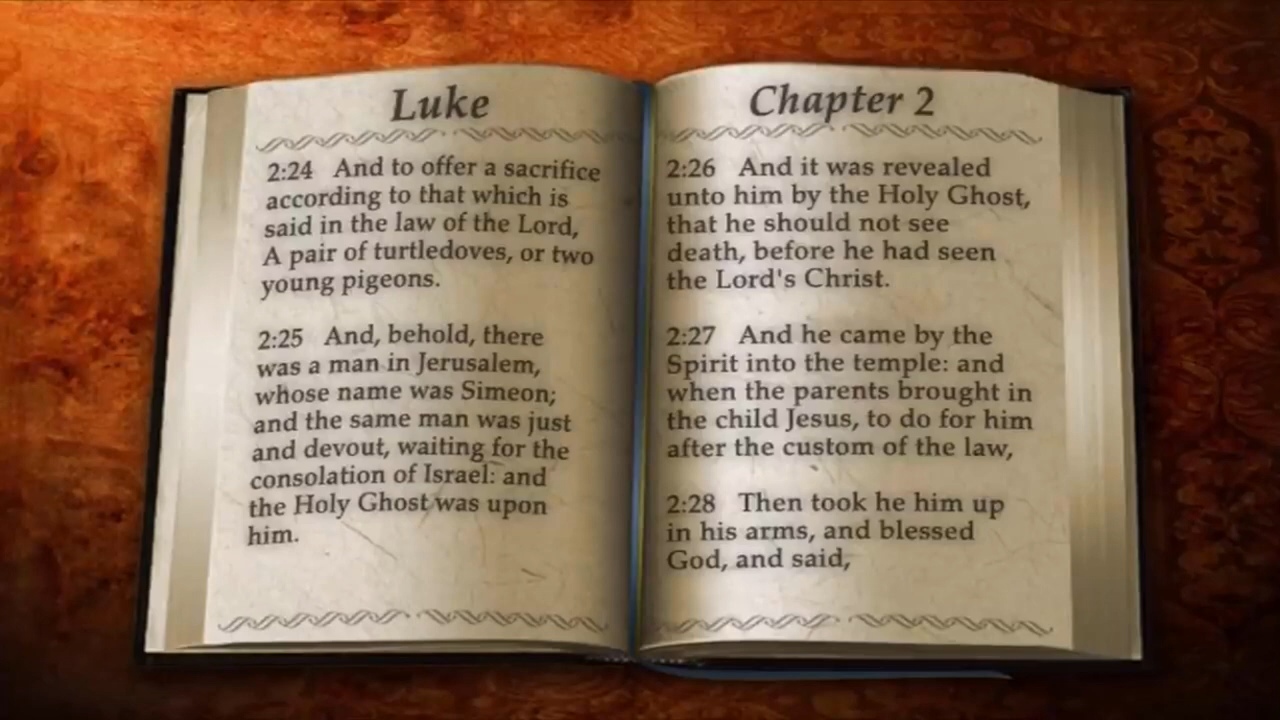 Luke
2:24 And to offer a sacrifice
according to that which is
said in the law of the Lord,
A pair of turtledoves, or two
young pigeons.
2:25 And, behold, there
was a man in Jerusalem,
whose name was Simeon;
and the same man was just
and devout, waiting for the
consolation of Israel: and
the Holy Ghost was upon
him.
Chapter 2
2:26 And it was revealed
unto him by the Holy Ghost,
that he should not see
death, before he had seen
the Lord's Christ.
2:27 And he came by the
Spirit into the temple: and
when the parents brought in
the child Jesus, to do for him
after the custom of the law,
2:28 Then took he him up
in his arms, and blessed
God, and said,